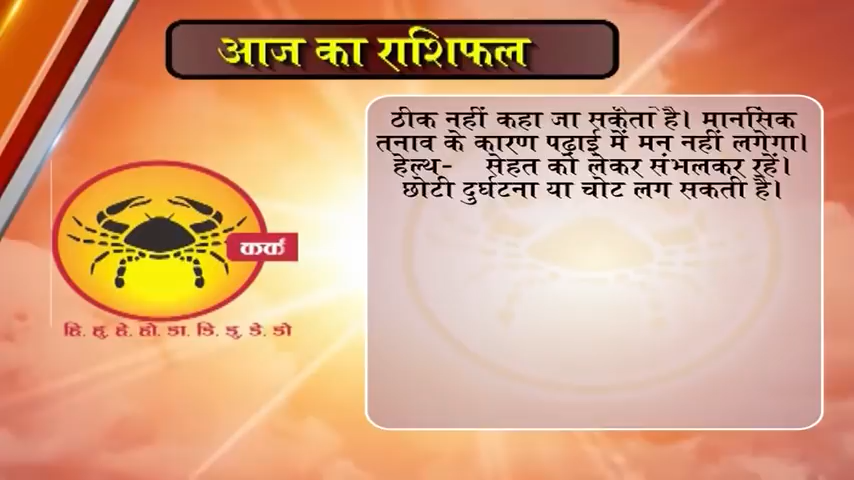 आज का राशिफल
ठीक नहीं कहा जा सकता है। मानसिक
तनाव के कारण पढ़ाई में मन नहीं लगेगा।
हेल्थ- सेहत को लेकर संभलकर रहें।
छोटी दुर्घटना या चोट लग सकती है।
कर्क
हि. हु. हे. हो. डा. डि. डु. डे. डो